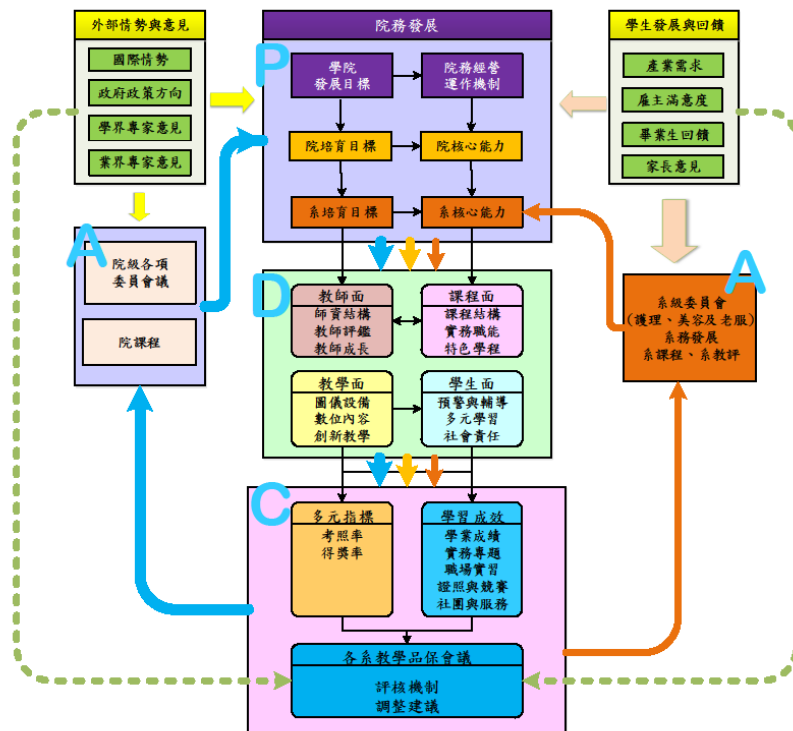 外部情勢與意見
國際情勢
政府政策方向
學界專家意見
業界專家意見
院務發展
P
學院
發展目標
院務經營
運作機制
院培育目標
院核心能力
系培育目標
系核心能力
學生發展與回饋
產業需求
雇主滿意度
畢業生回饋
家長意見
A
院級各項
委員會議
院課程
D
教師面
師資結構
教師評鑑
教師成長
課程面
課程結構
實務職能
特色學程
教學面
圖儀設備
數位內容
創新教學
學生面
預警與輔導
多元學習
社會責任
A
系級委員會
(護理、美容及老服)
系務發展
系課程、系教評
C
多元指標
考照率
得獎率
學習成效
學業成績
實務專題
職場實習
證照與競賽
社團與服務
各系教學品保會議
評核機制
調整建議